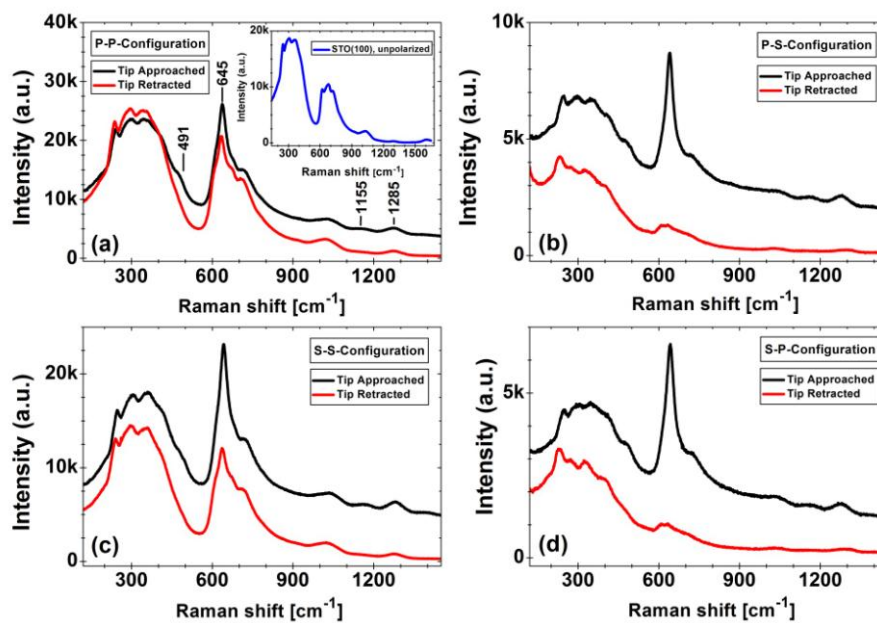 40k
35k
30k
25k
20k
15k
10k
5k
0
P-P-Configuration
Tip Approached
Tip Retracted
491
645
1155
1285
(a)
300 600 900 1200
Raman shift [cm-1]
Intensity (a.u.)
20k
10k
0
STO(100), unpolarized
300 600 900 1200 1500
Raman shift [cm-1]
Intensity (a.u.)
10k
5k
0
P-S-Configuration
Tip Approached
Tip Retracted
(b)
300 600 900 1200
Raman shift [cm-1]
Intensity (a.u.)
20k
10k
0
S-S-Configuration
Tip Approached
Tip Retracted
(c)
300 600 900 1200
Raman shift [cm-1]
Intensity (a.u.)
5k
0
S-P-Configuration
Tip Approached
Tip Retracted
(d)
300 600 900 1200
Raman shift [cm-1]
Intensity (a.u.)